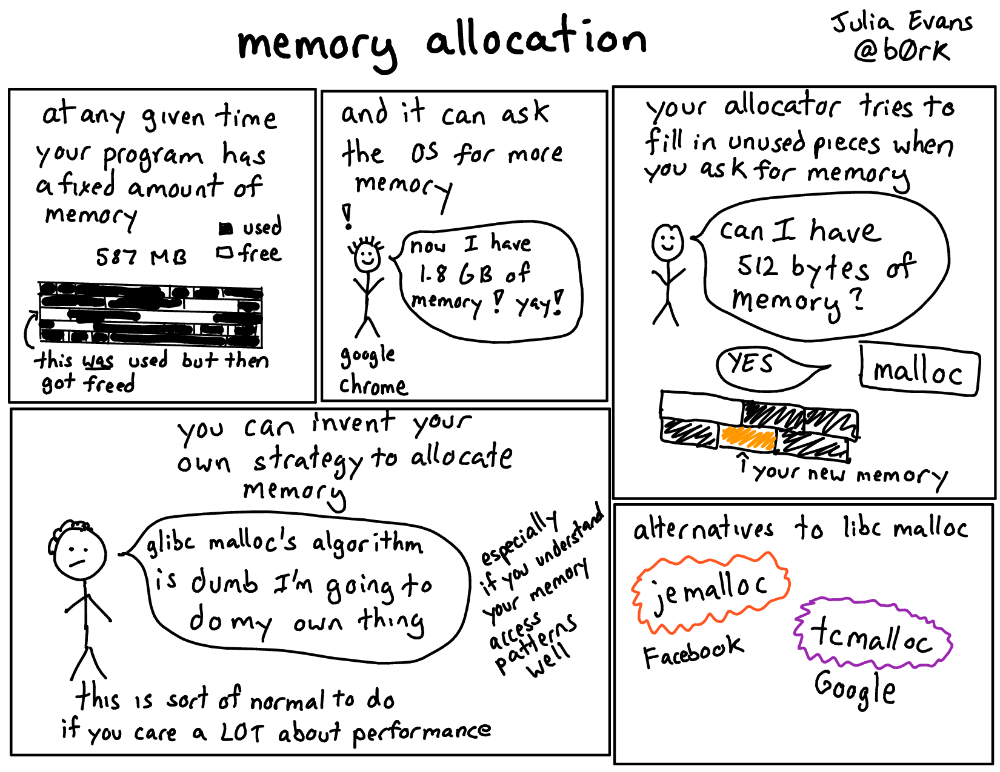 memory allocation
Julia Evans
@b0rk
at any given time
your program has
a fixed amount of
memory
used
587 MB
free
this was used but then
got freed
and it can ask
the OS for more
memory
!
now I have
1.8 GB of
memory! yay!
google
chrome
your allocator tries to
fill in unused pieces when
you ask for memory
can I have
512 bytes of
memory?
YES
malloc
your new memory
you can invent your
own strategy to allocate
memory
glibc malloc's algorithm
is dumb I'm going to
do my own thing
especially
if you understand
your memory
access
patterns
well
this is sort of normal to do
if you care a LOT about performance
alternatives to libc malloc
jemalloc
Facebook
tcmalloc
Google